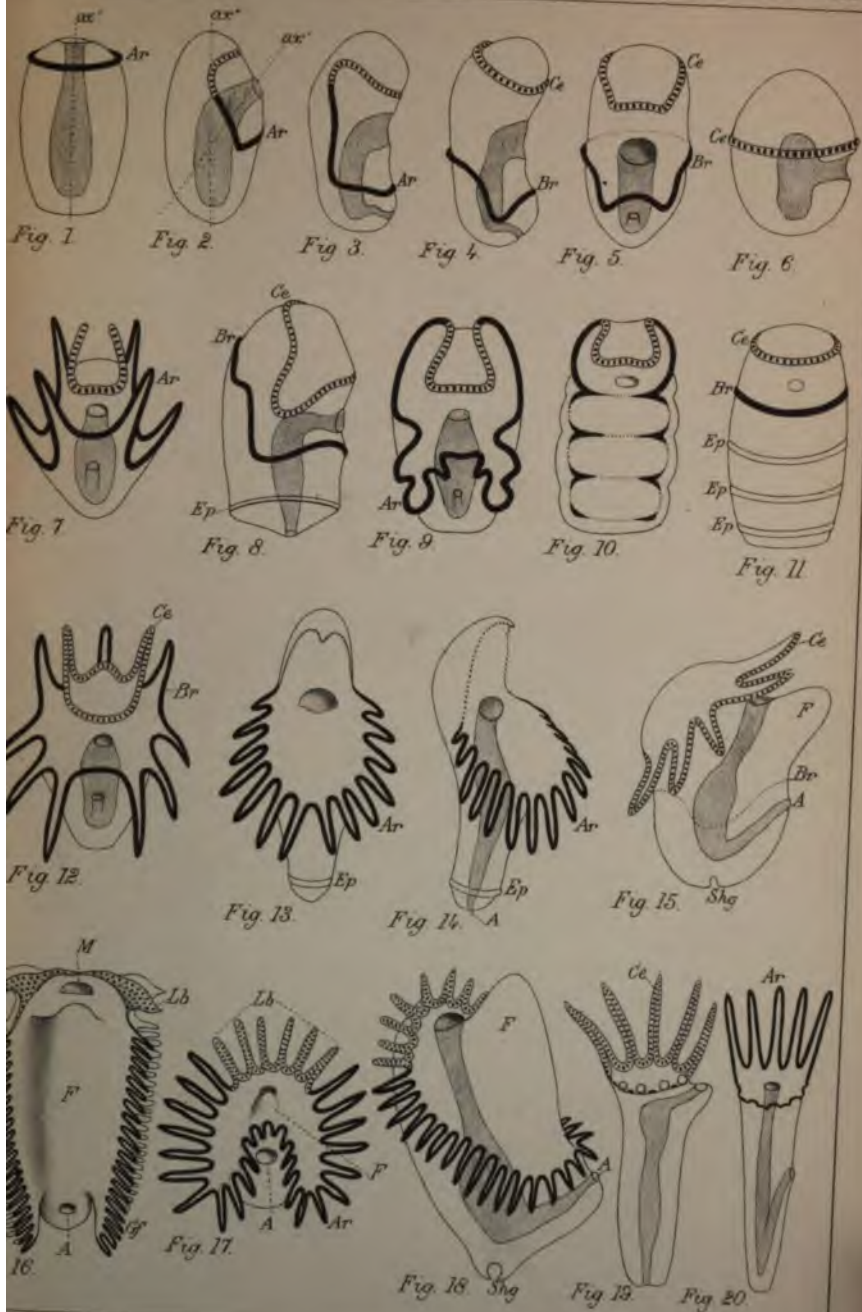 ax'
Ar
Fig. 1.
ax"
ax'
Ar
Fig. 2.
Ar
Fig. 3.
Ce
Br
Fig. 4.
Ce
Br
Fig. 5.
Ce
Fig. 6
Ar
Fig. 7
Ce
Br
Ep
Fig. 8.
Ar
Fig. 9
Fig. 10.
Ce
Br
Ep
Ep
Ep
Fig. 11.
Ce
Br
Fig. 12.
Ar
Ep
Fig. 13.
Ar
Ep
A
Fig. 14.
Ce
F
Br
A
Shg
Fig. 15.
M
Lb
F
A
Gf
16.
Lb
F
A
Ar
Fig. 17.
F
A
Fig. 18.
Shg
Ce
Fig. 19.
Ar
Fig. 20.